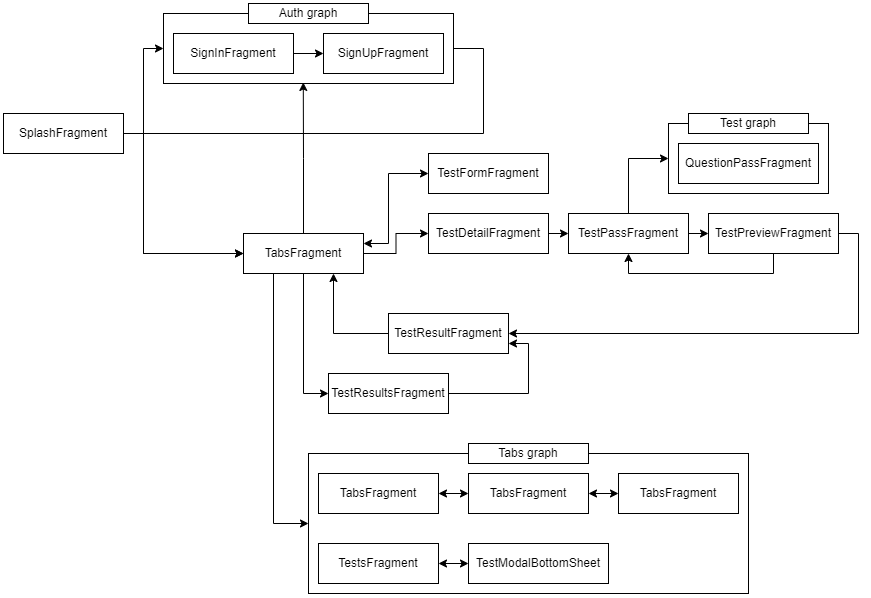 Auth graph
SignInFragment
SignUpFragment
SplashFragment
Test graph
QuestionPassFragment
TestFormFragment
TabsFragment
TestDetailFragment
TestPassFragment
TestPreviewFragment
TestResultFragment
TestResultsFragment
Tabs graph
TabsFragment
TabsFragment
TabsFragment
TestsFragment
TestModalBottomSheet